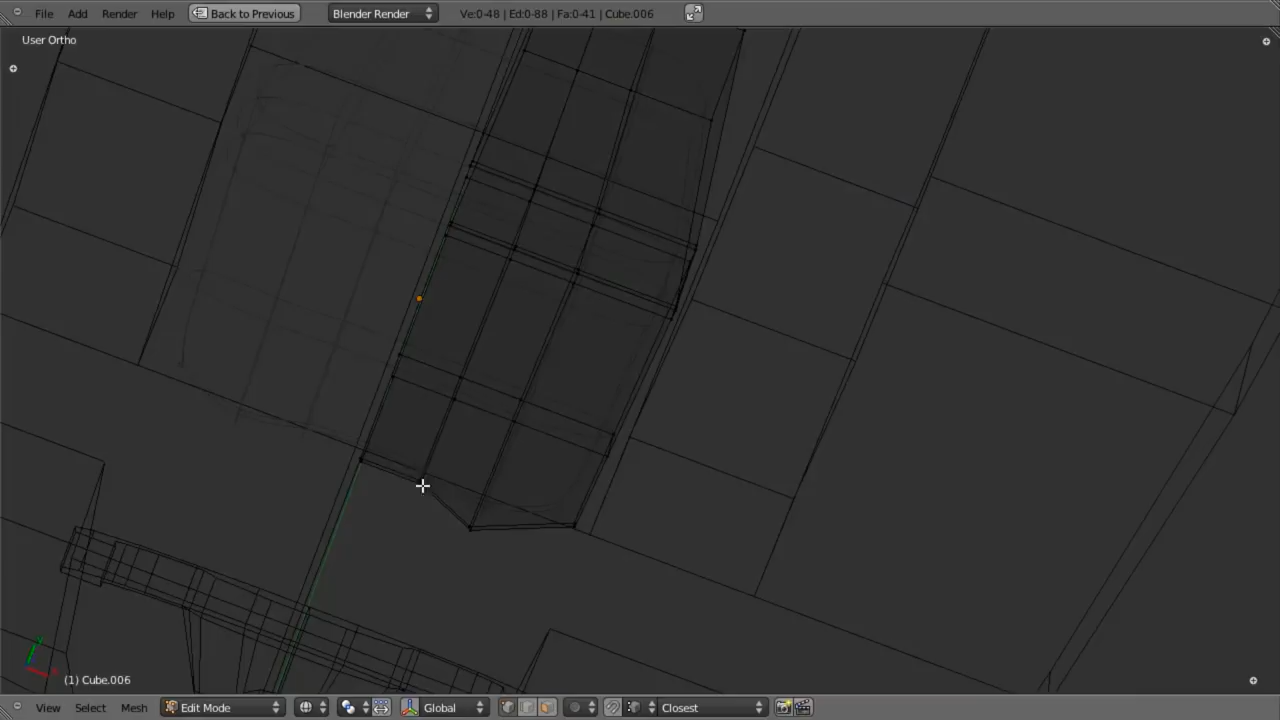 File Add Render Help Back to Previous Blender Render Ve:0-48 | Ed:0-88 | Fa:0-41 | Cube.006
User Ortho
(1) Cube.006
View Select Mesh Edit Mode Global Closest